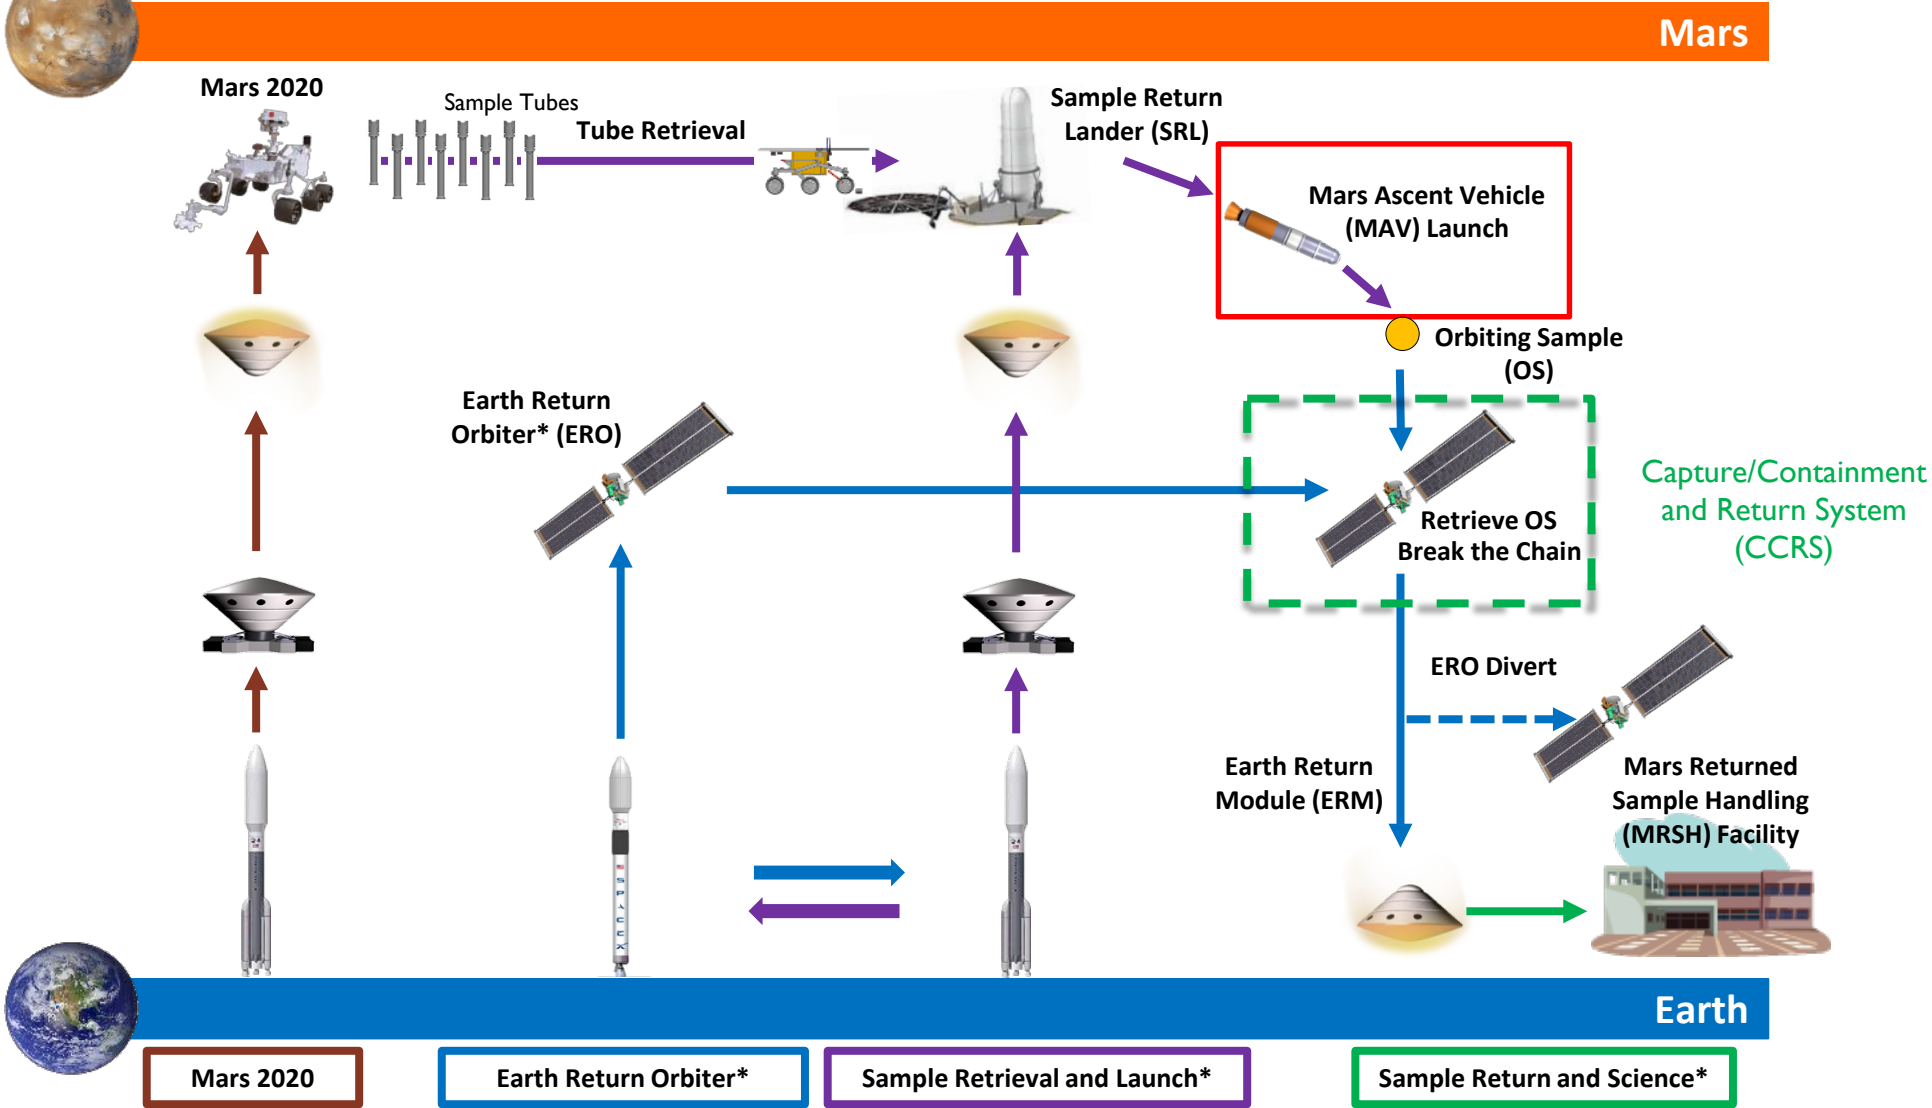 Mars
Mars 2020
Sample Tubes
Tube Retrieval
Sample Return
Lander (SRL)
Mars Ascent Vehicle
(MAV) Launch
Orbiting Sample
(OS)
Earth Return
Orbiter* (ERO)
Capture/Containment
and Return System
(CCRS)
Retrieve OS
Break the Chain
ERO Divert
Earth Return
Module (ERM)
Mars Returned
Sample Handling
(MRSH) Facility
Earth
Mars 2020
Earth Return Orbiter*
Sample Retrieval and Launch*
Sample Return and Science*